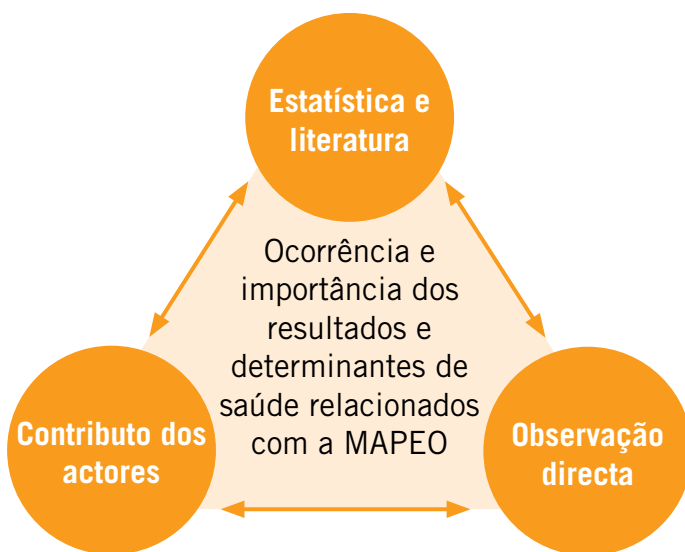 Estatística e
literatura
Ocorrência e
importância dos
resultados e
determinantes de
saúde relacionados
com a MAPEO
Contributo dos
actores
Observação
directa